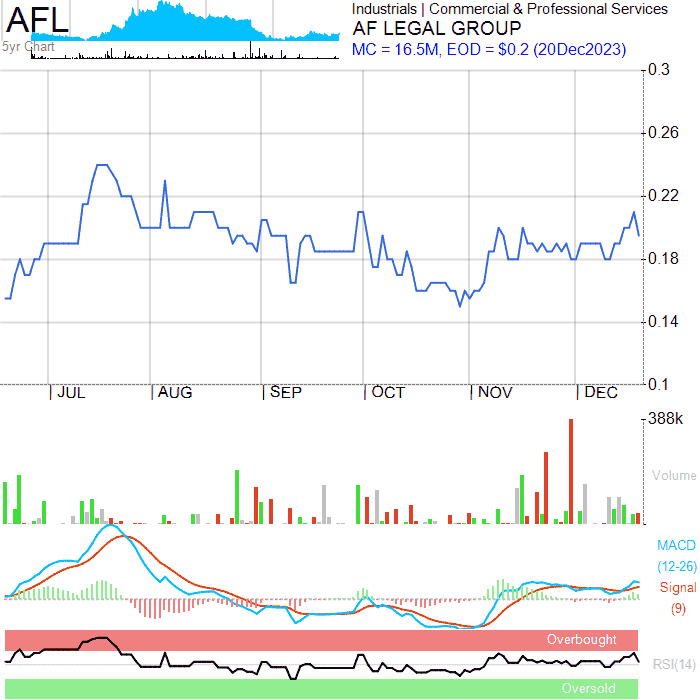 AFL
5yr Chart
Industrials | Commercial & Professional Services
AF LEGAL GROUP
MC = 16.5M, EOD = $0.2 (20Dec2023)
0.3
0.26
0.22
0.18
0.14
0.1
JUL
AUG
SEP
OCT
NOV
DEC
388k
Volume
MACD
(12-26)
Signal
(9)
Overbought
RSI(14)
Oversold